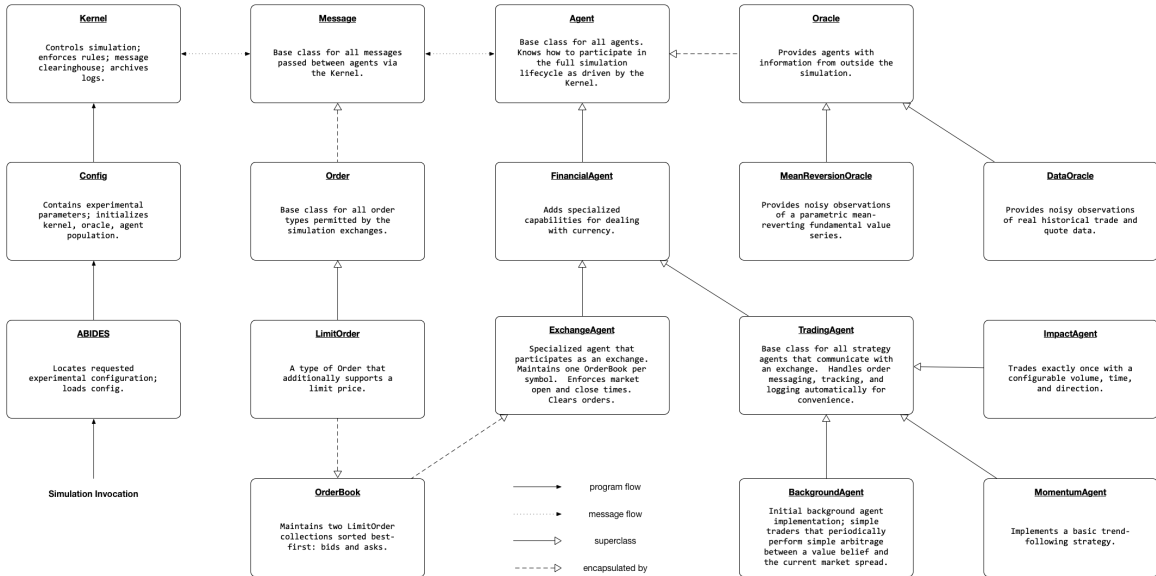 Kernel
Controls simulation;
enforces rules; message
clearinghouse; archives
logs.
Message
Base class for all messages
passed between agents via
the Kernel.
Agent
Base class for all agents.
Knows how to participate in
the full simulation
lifecycle as driven by the
Kernel.
Oracle
Provides agents with
information from outside the
simulation.
Config
Contains experimental
parameters; initializes
kernel, oracle, agent
population.
Order
Base class for all order
types permitted by the
simulation exchanges.
FinancialAgent
Adds specialized
capabilities for dealing
with currency.
MeanReversionOracle
Provides noisy observations
of a parametric mean-
reverting fundamental value
series.
DataOracle
Provides noisy observations
of real historical trade and
quote data.
ABIDES
Locates requested
experimental configuration;
loads config.
LimitOrder
A type of Order that
additionally supports a
limit price.
ExchangeAgent
Specialized agent that
participates as an exchange.
Maintains one OrderBook per
symbol. Enforces market
open and close times.
Clears orders.
TradingAgent
Base class for all strategy
agents that communicate with
an exchange. Handles order
messaging, tracking, and
logging automatically for
convenience.
ImpactAgent
Trades exactly once with a
configurable volume, time,
and direction.
Simulation Invocation
OrderBook
Maintains two LimitOrder
collections sorted best-
first: bids and asks.
program flow
message flow
superclass
encapsulated by
BackgroundAgent
Initial background agent
implementation; simple
traders that periodically
perform simple arbitrage
between a value belief and
the current market spread.
MomentumAgent
Implements a basic trend-
following strategy.